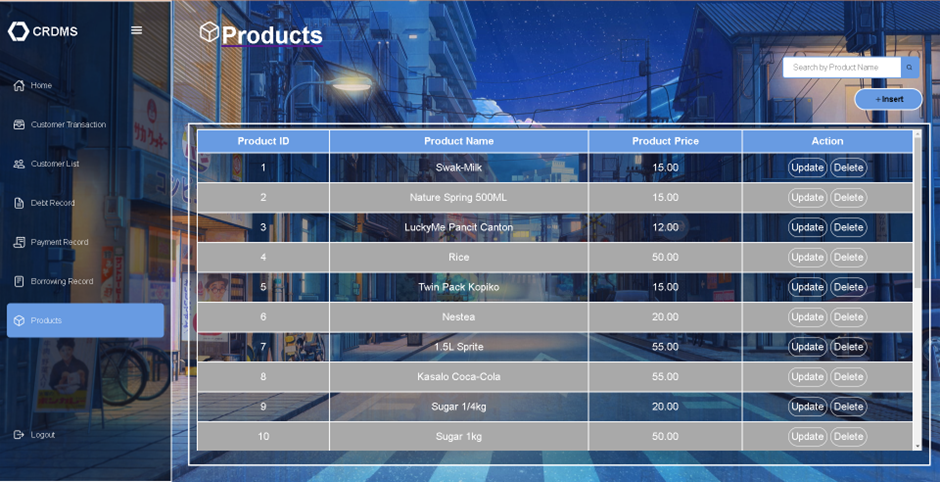 CRDMS
Home
Customer Transaction
Customer List
Debt Record
Payment Record
Borrowing Record
Products
Logout
Products
Search by Product Name
+ Insert
Product ID Product Name Product Price Action
1 Swak-Milk 15.00 Update Delete
2 Nature Spring 500ML 15.00 Update Delete
3 LuckyMe Pancit Canton 12.00 Update Delete
4 Rice 50.00 Update Delete
5 Twin Pack Kopiko 15.00 Update Delete
6 Nestea 20.00 Update Delete
7 1.5L Sprite 55.00 Update Delete
8 Kasalo Coca-Cola 55.00 Update Delete
9 Sugar 1/4kg 20.00 Update Delete
10 Sugar 1kg 50.00 Update Delete